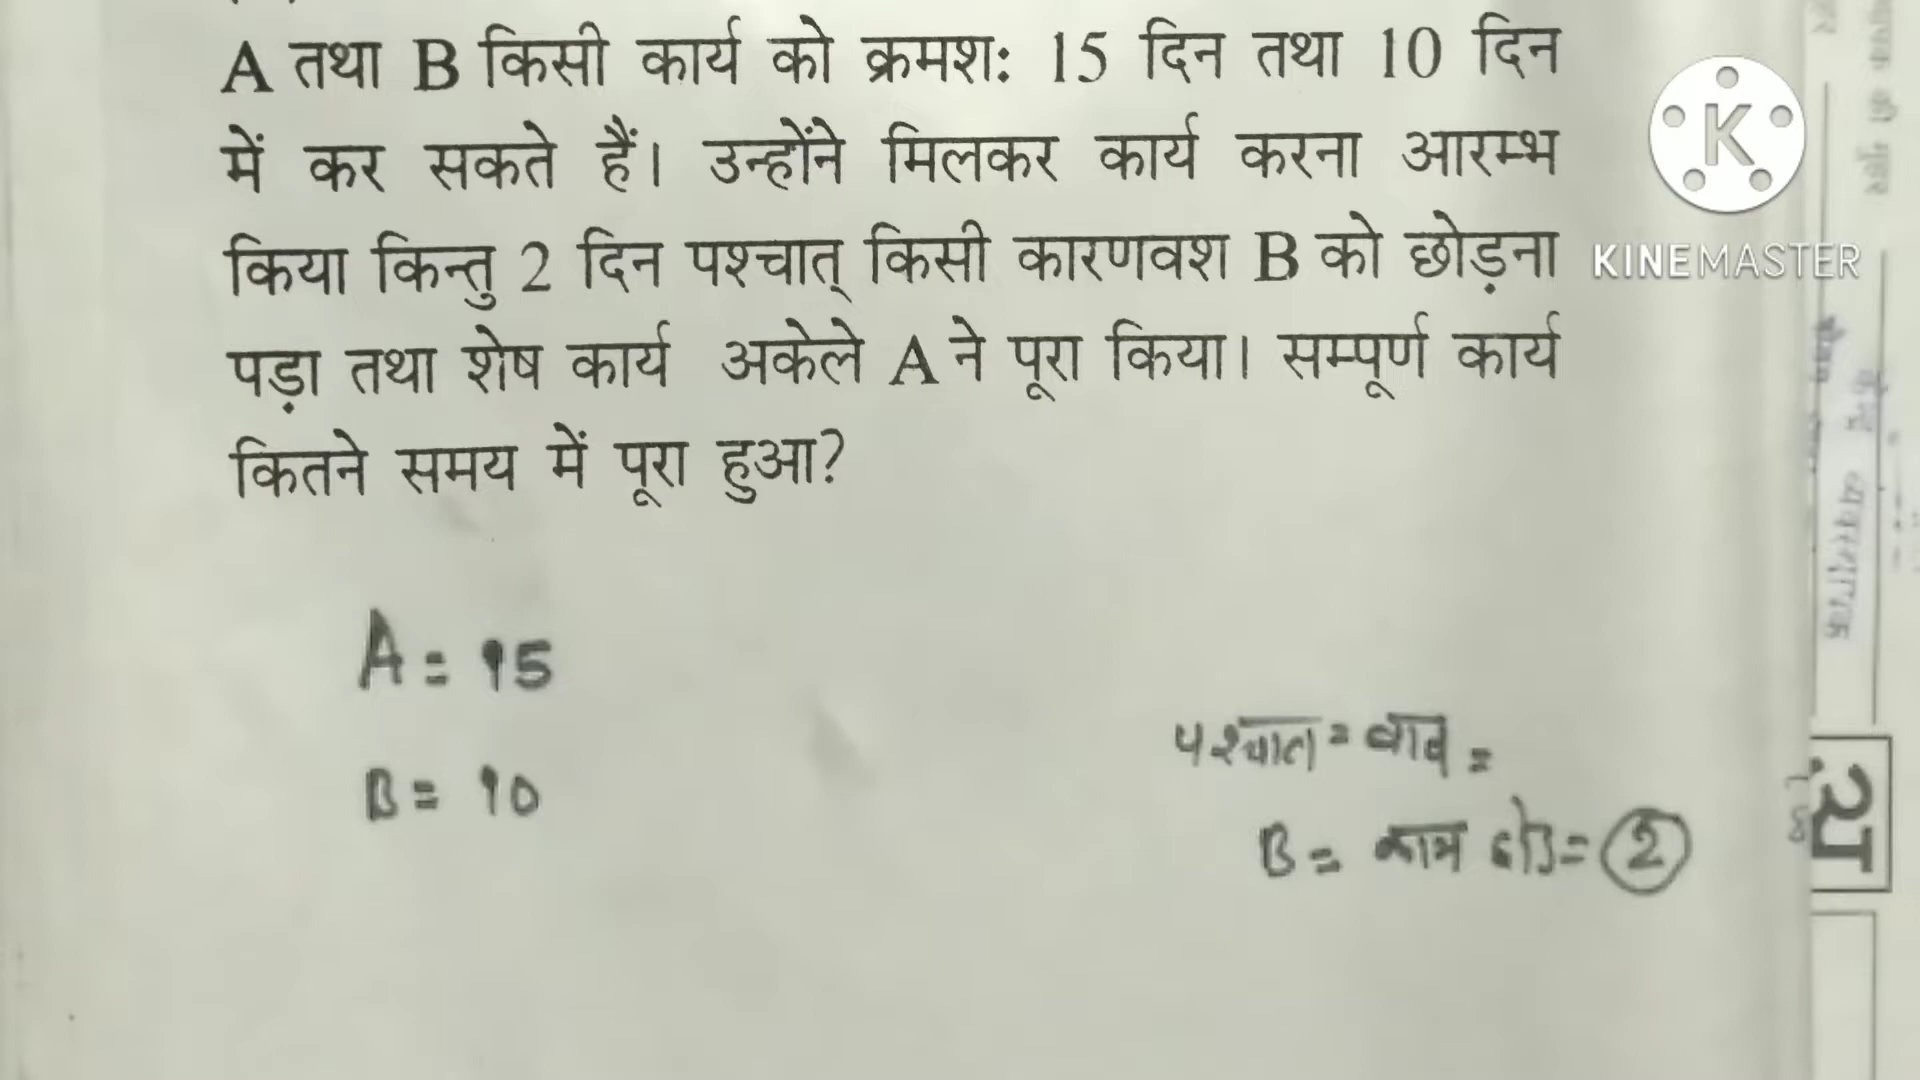 A तथा B किसी कार्य को क्रमश: 15 दिन तथा 10 दिन
में कर सकते हैं। उन्होंने मिलकर कार्य करना आरम्भ
किया किन्तु 2 दिन पश्चात् किसी कारणवश B को छोड़ना
पड़ा तथा शेष कार्य अकेले A ने पूरा किया। सम्पूर्ण कार्य
कितने समय में पूरा हुआ?
K
KINEMASTER
A = 15
B = 10
पश्चात = बाद =
B = काम छोड = 2